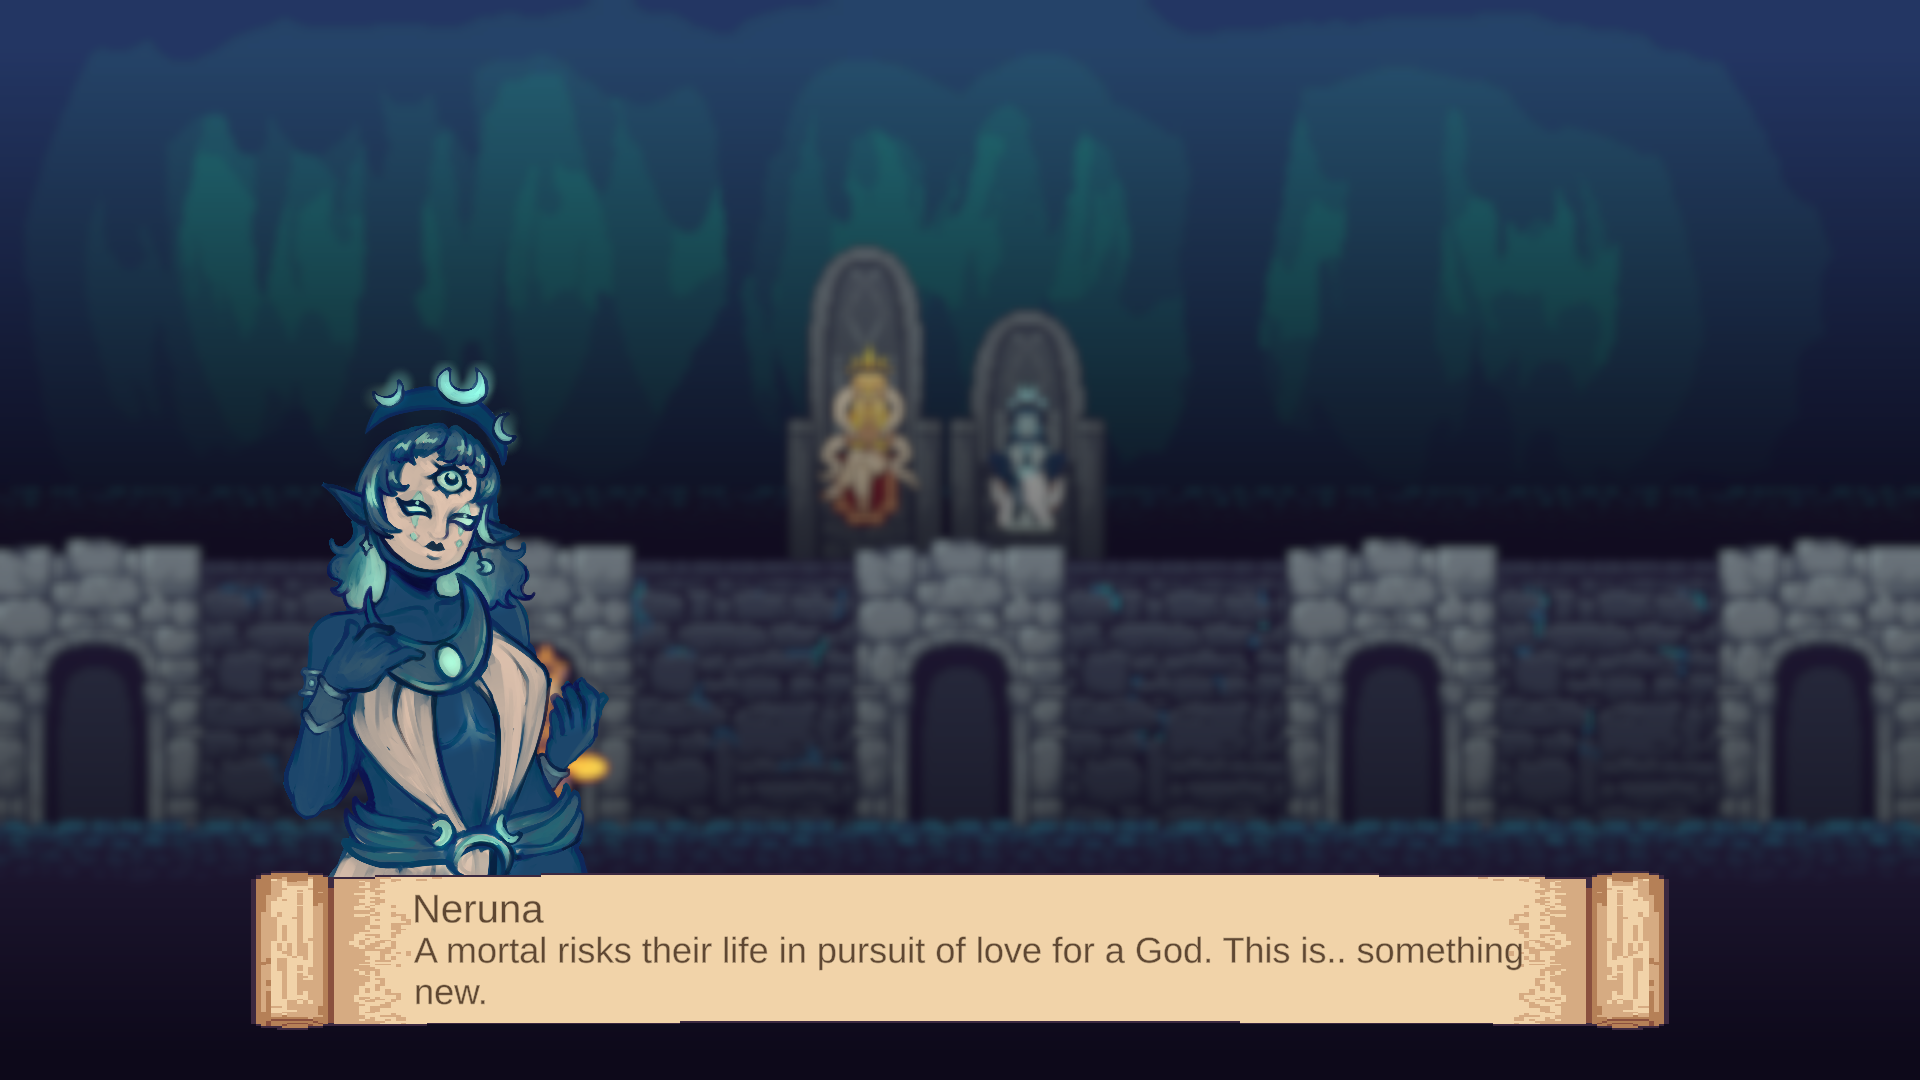 Neruna
A mortal risks their life in pursuit of love for a God. This is.. something
new.